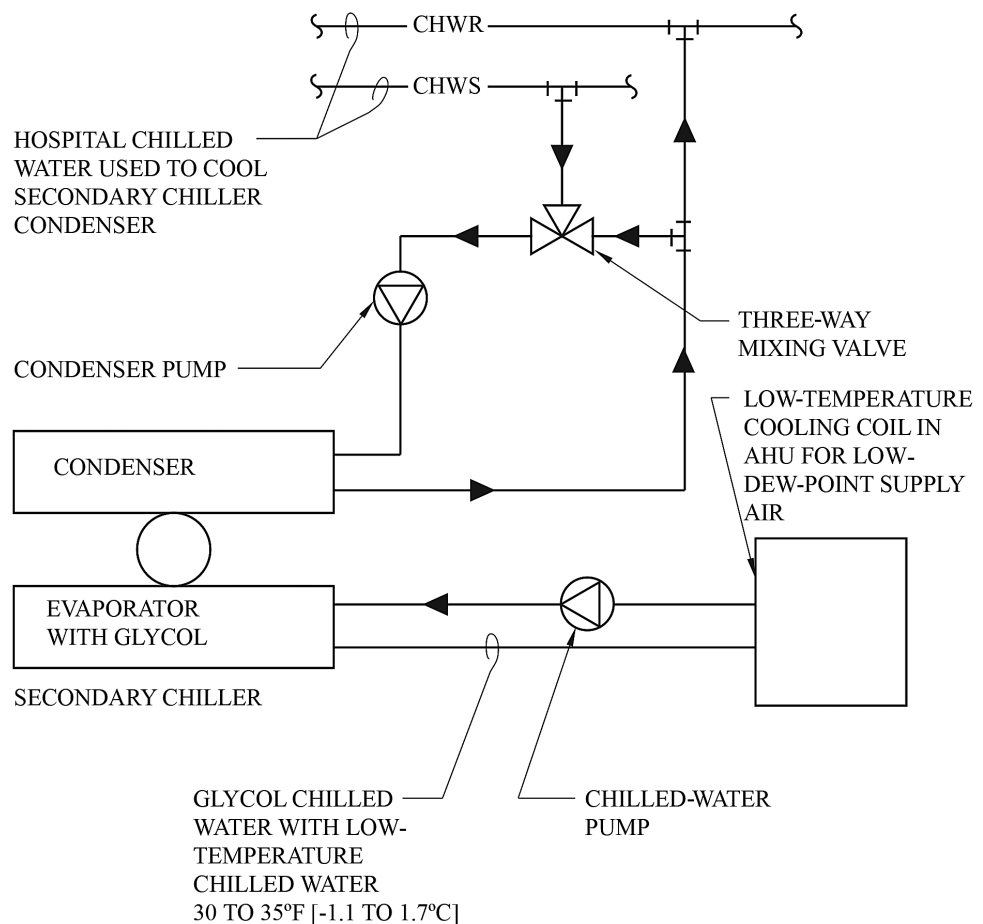 CHWR
CHWS
HOSPITAL CHILLED
WATER USED TO COOL
SECONDARY CHILLER
CONDENSER
THREE-WAY
MIXING VALVE
CONDENSER PUMP
LOW-TEMPERATURE
COOLING COIL IN
AHU FOR LOW-
DEW-POINT SUPPLY
AIR
CONDENSER
EVAPORATOR
WITH GLYCOL
SECONDARY CHILLER
GLYCOL CHILLED
WATER WITH LOW-
TEMPERATURE
CHILLED WATER
30 TO 35ºF [-1.1 TO 1.7ºC]
CHILLED-WATER
PUMP